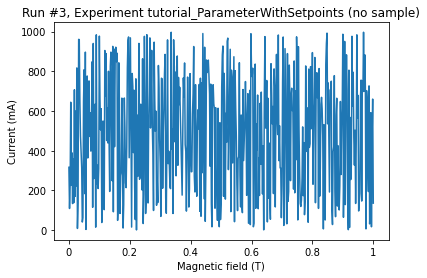 Run #3, Experiment tutorial_ParameterWithSetpoints (no sample)
1000
800
600
400
200
0
Current (mA)
0 0.2 0.4 0.6 0.8 1
Magnetic field (T)